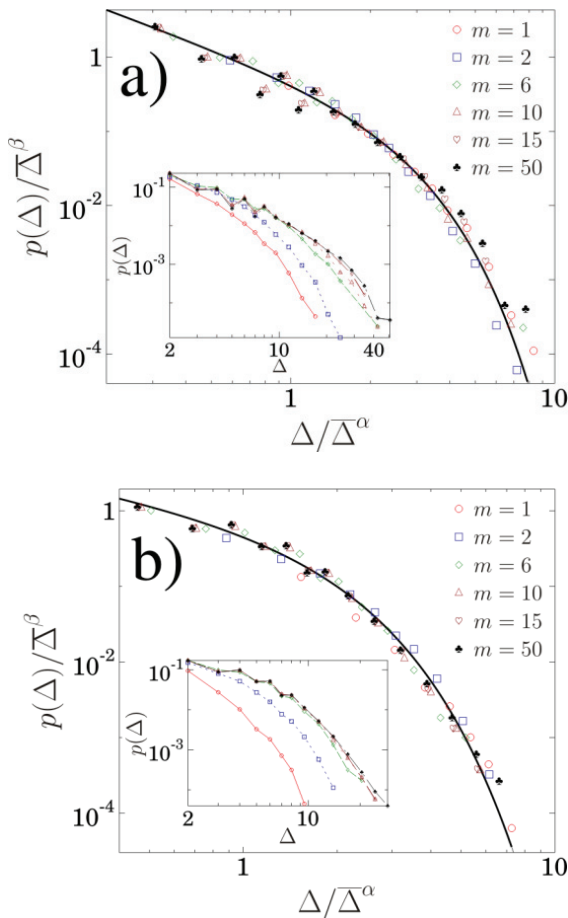 a)
1
10⁻²
10⁻⁴
p(Δ)/Δ̅^β
1
10
Δ/Δ̅^α
m = 1
m = 2
m = 6
m = 10
m = 15
m = 50
10⁻¹
10⁻³
p(Δ)
2
10
40
Δ
b)
1
10⁻²
10⁻⁴
p(Δ)/Δ̅^β
1
10
Δ/Δ̅^α
m = 1
m = 2
m = 6
m = 10
m = 15
m = 50
10⁻¹
10⁻³
p(Δ)
2
10
Δ